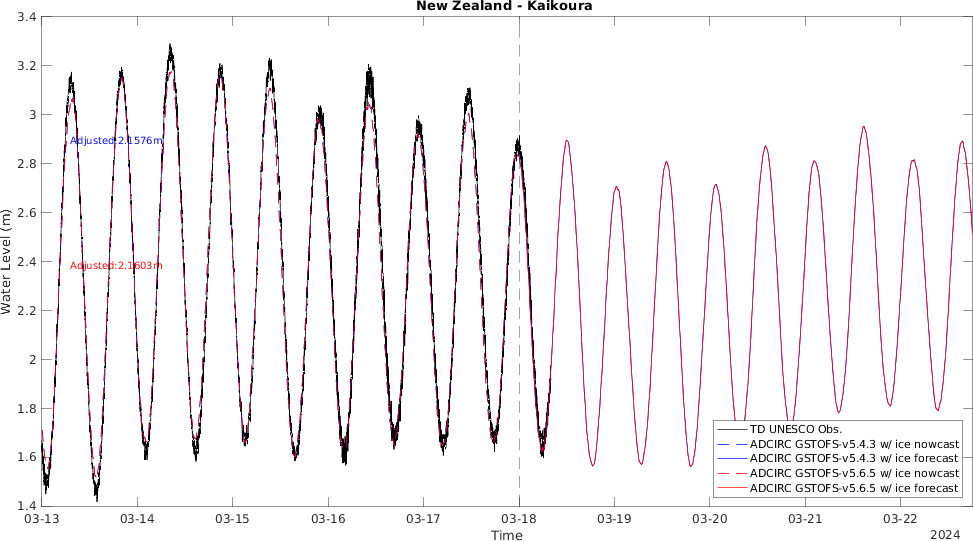 New Zealand - Kaikoura
3.4
3.2
3
2.8
2.6
2.4
2.2
2
1.8
1.6
1.4
Water Level (m)
Adjusted:2.1576m
Adjusted:2.1603m
TD UNESCO Obs.
ADCIRC GSTOFS-v5.4.3 w/ ice nowcast
ADCIRC GSTOFS-v5.4.3 w/ ice forecast
ADCIRC GSTOFS-v5.6.5 w/ ice nowcast
ADCIRC GSTOFS-v5.6.5 w/ ice forecast
03-13 03-14 03-15 03-16 03-17 03-18 03-19 03-20 03-21 03-22
Time
2024